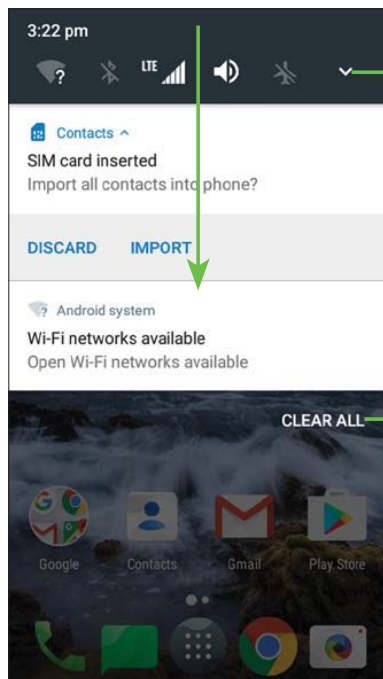 3:22 pm
? LTE
Contacts
SIM card inserted
Import all contacts into phone?
DISCARD IMPORT
? Android system
Wi-Fi networks available
Open Wi-Fi networks available
CLEAR ALL
Google Contacts Gmail Play Store